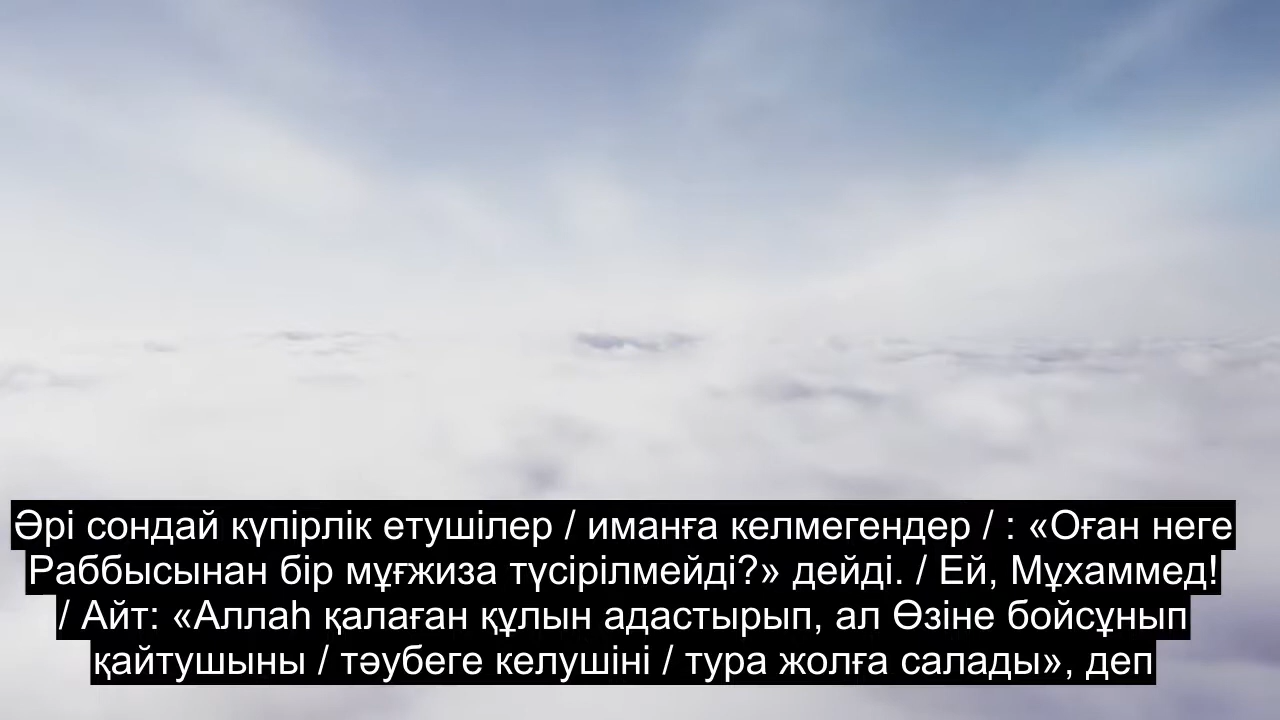 Әрі сондай күпірлік етушілер / иманға келмегендер / : «Оған неге
Раббысынан бір мұғжиза түсірілмейді?» дейді. / Ей, Мұхаммед!
/ Айт: «Аллаһ қалаған құлын адастырып, ал Өзіне бойсұнып
қайтушыны / тәубеге келушіні / тура жолға салады», деп